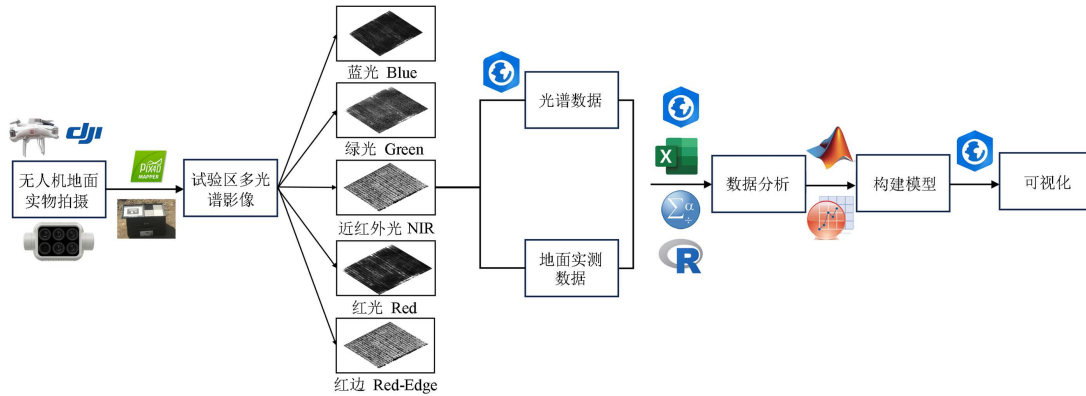 dji
无人机地面
实物拍摄
PIX4D
MAPPER
试验区多光
谱影像
蓝光 Blue
绿光 Green
近红外光 NIR
红光 Red
红边 Red-Edge
光谱数据
地面实测
数据
X
Σα
÷
R
数据分析
构建模型
可视化